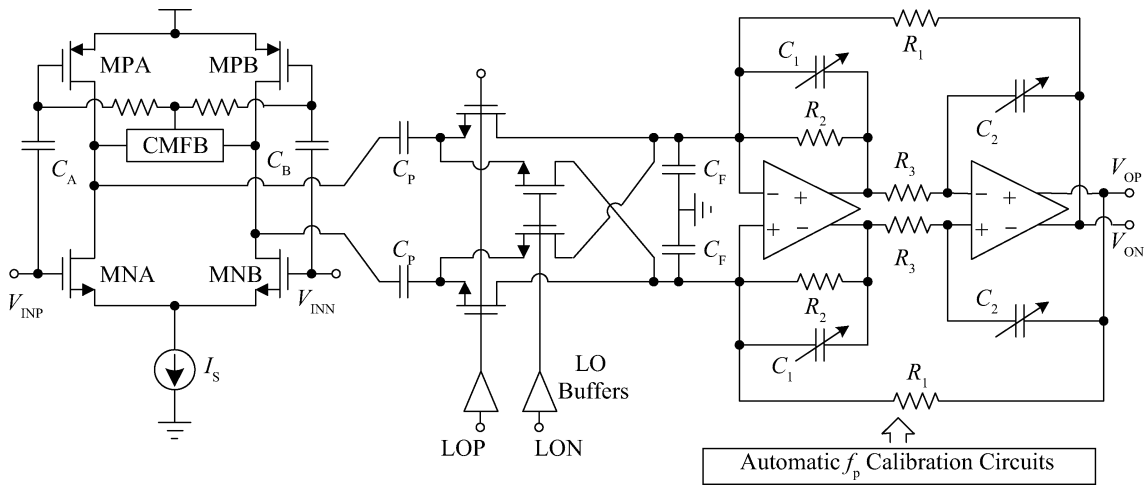 MPA
MPB
CMFB
C_A
C_B
MNA
MNB
V_INP
V_INN
I_S
C_P
C_P
LO
Buffers
LOP
LON
C_F
C_F
R_1
C_1
R_2
C_2
− +
+ −
R_3
R_3
− +
+ −
V_OP
V_ON
R_2
C_1
C_2
R_1
Automatic f_p Calibration Circuits